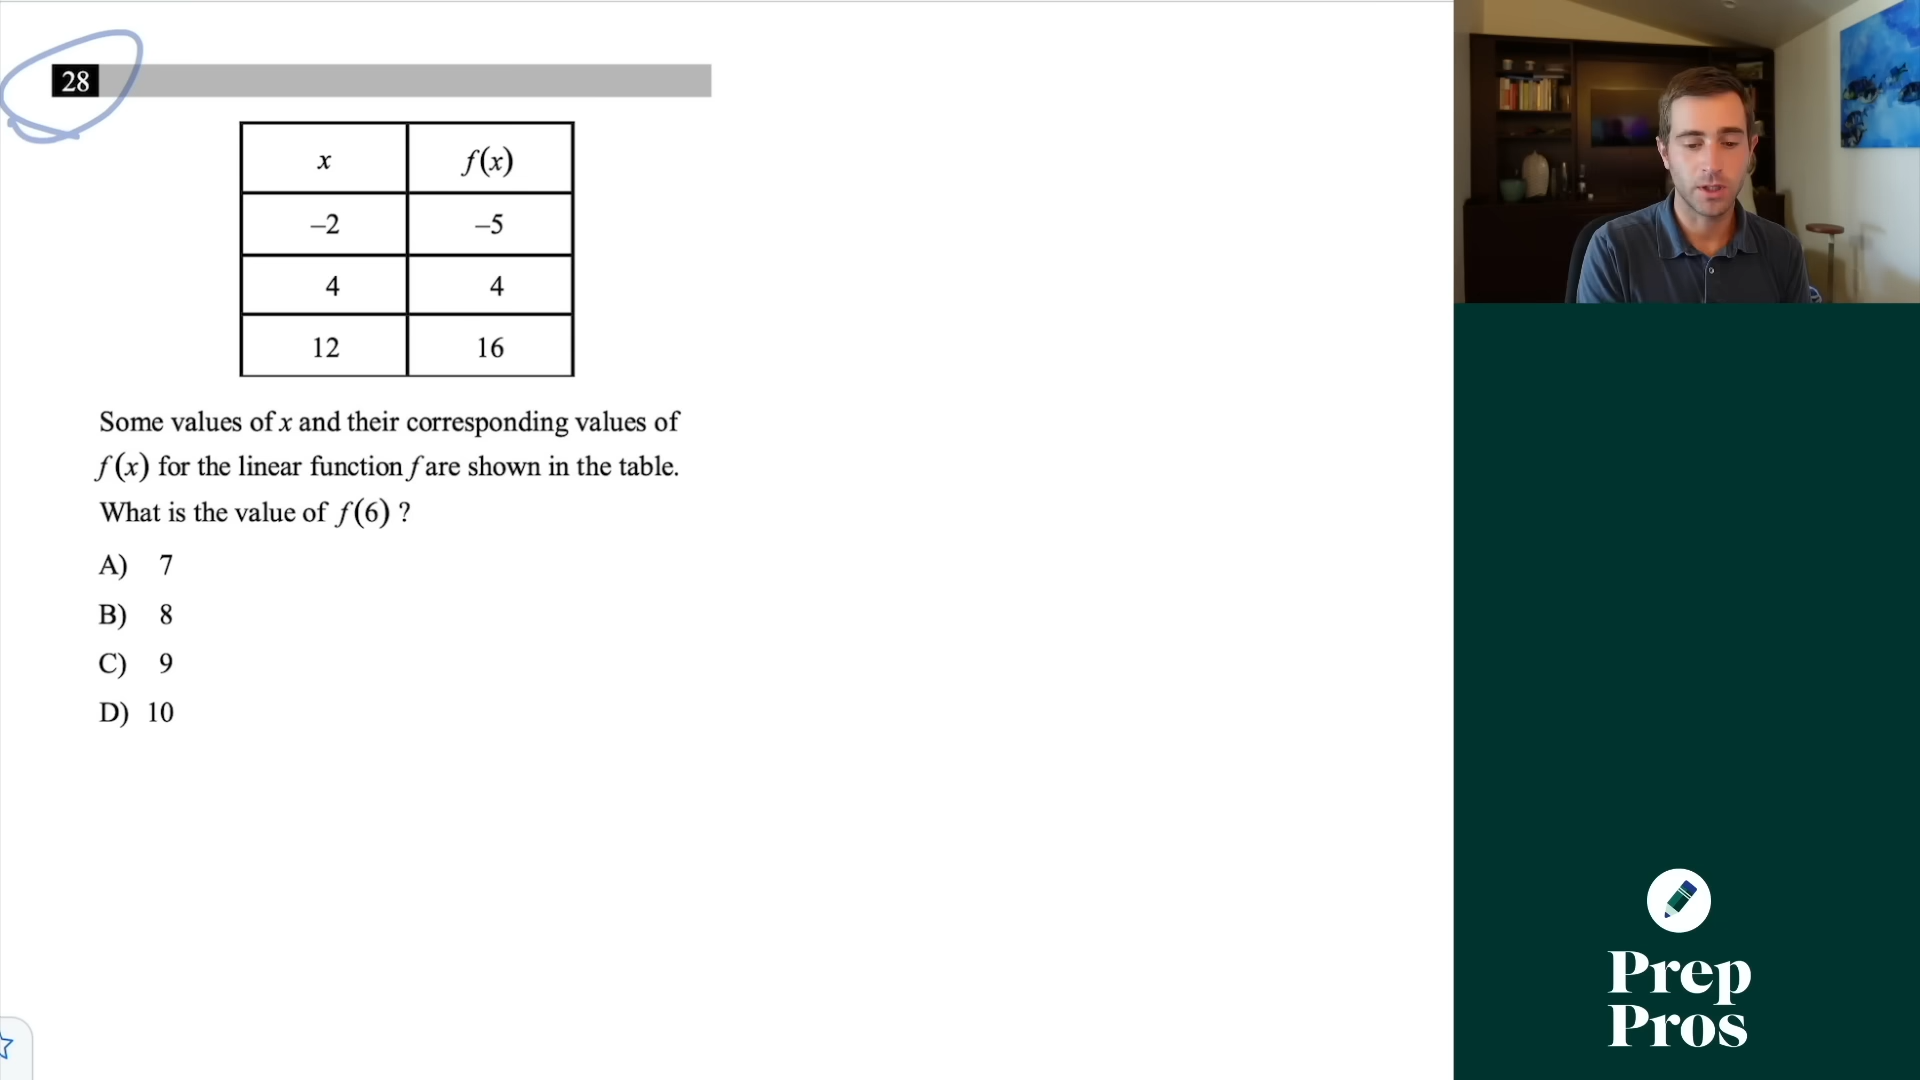 28
x f(x)
–2 –5
4 4
12 16
Some values of x and their corresponding values of
f(x) for the linear function f are shown in the table.
What is the value of f(6) ?
A) 7
B) 8
C) 9
D) 10
Prep
Pros